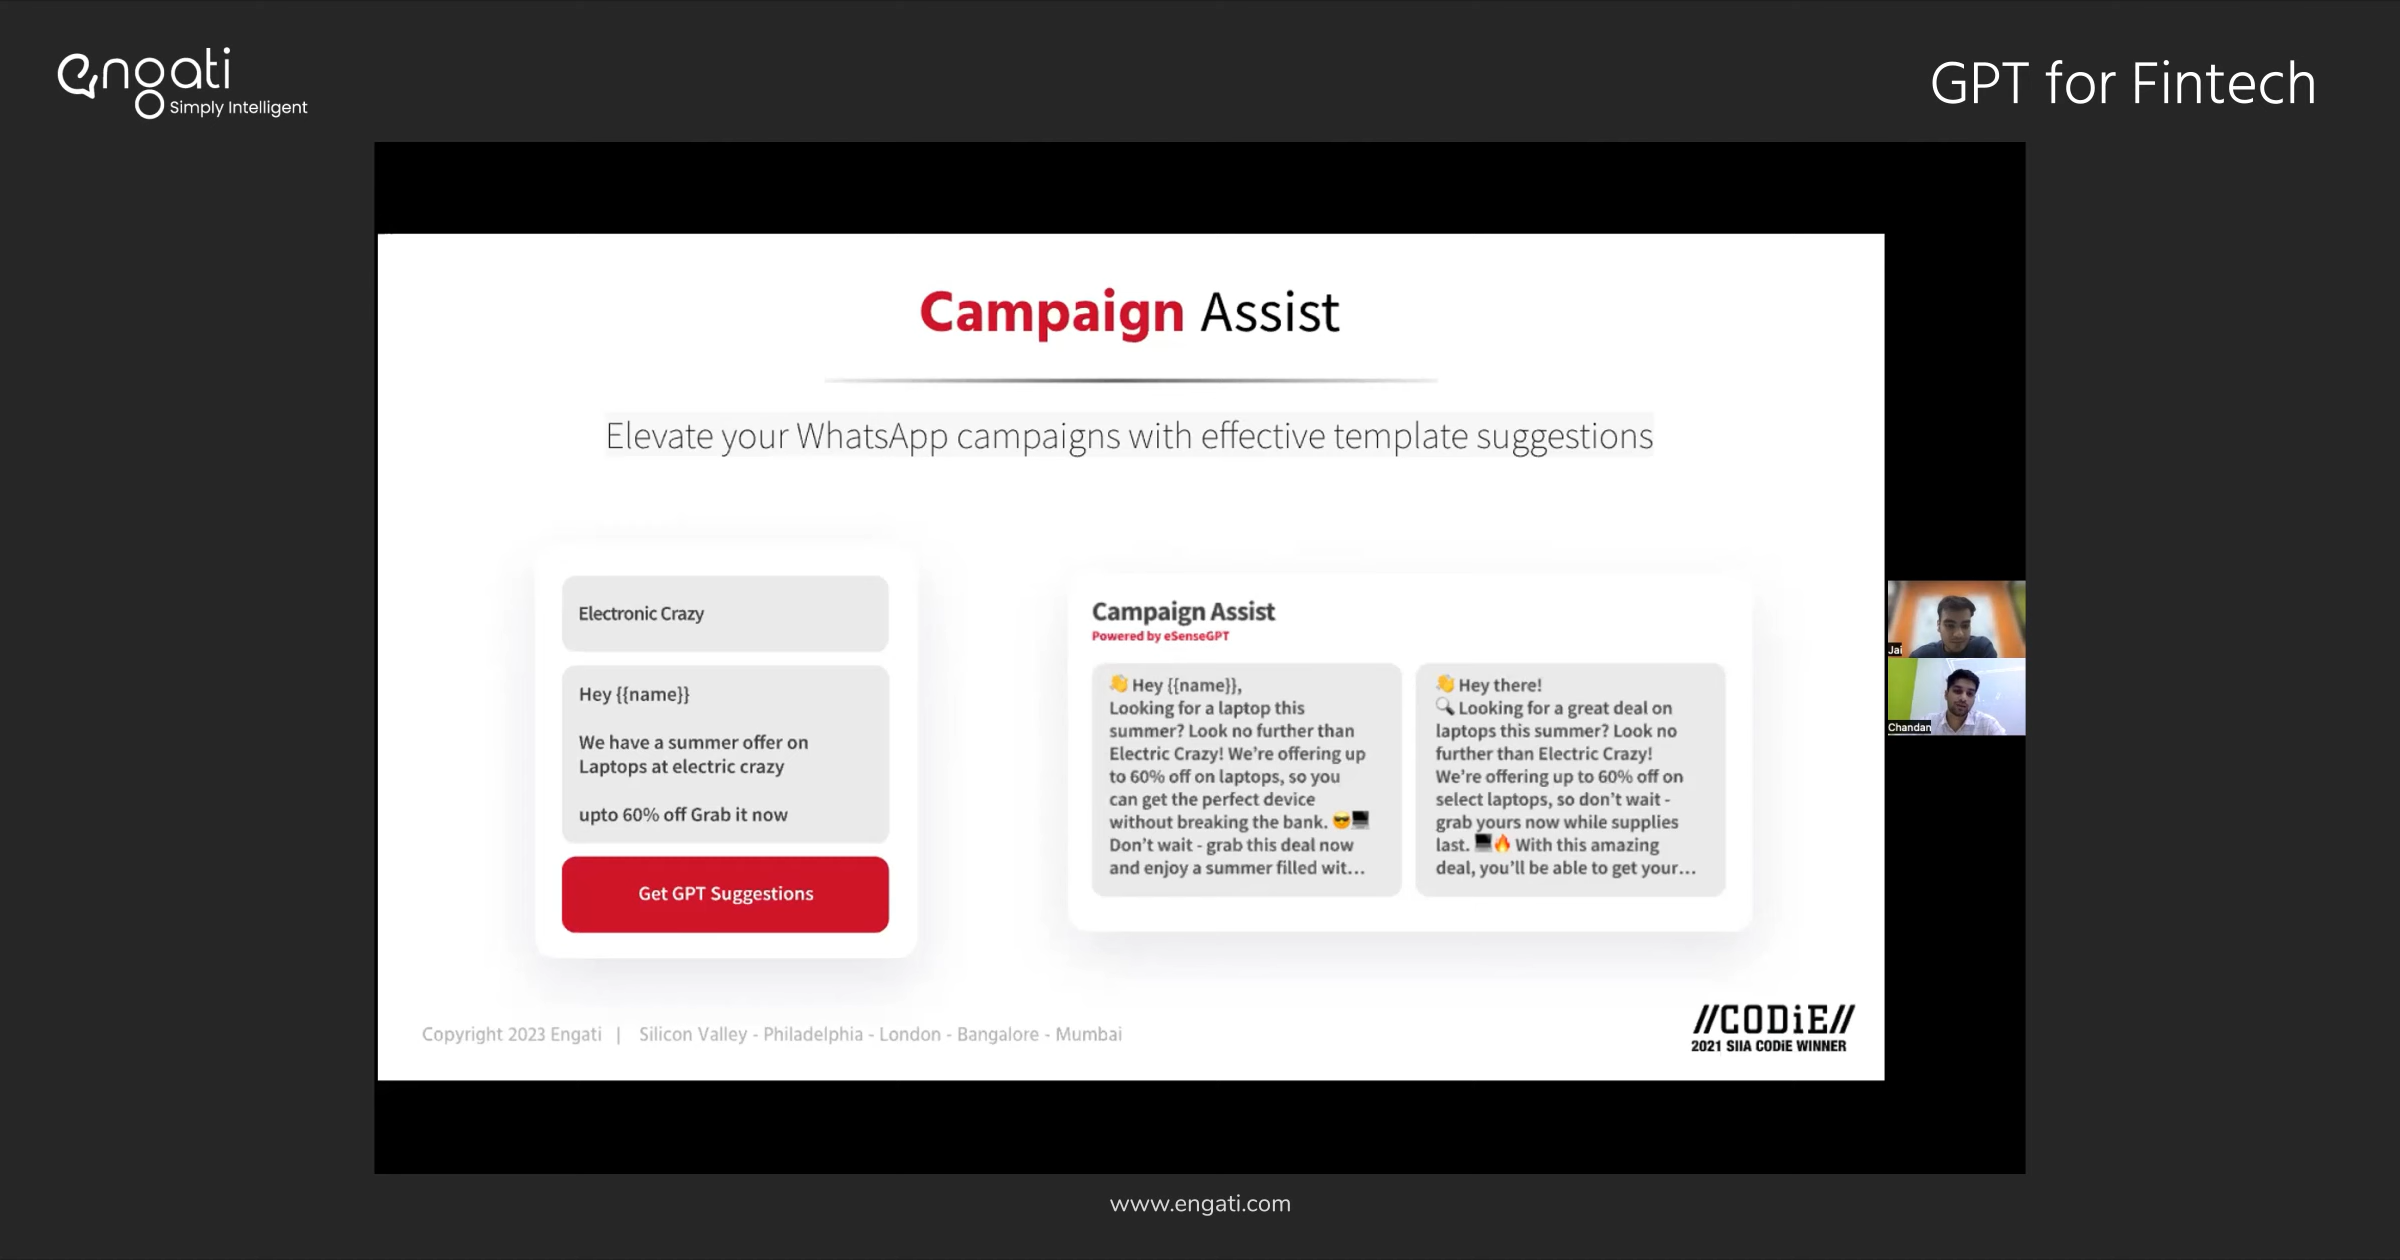 engati
Simply Intelligent
GPT for Fintech
Campaign Assist
Elevate your WhatsApp campaigns with effective template suggestions
Electronic Crazy
Hey {{name}}
We have a summer offer on
Laptops at electric crazy
upto 60% off Grab it now
Get GPT Suggestions
Campaign Assist
Powered by eSenseGPT
👋 Hey {{name}},
Looking for a laptop this
summer? Look no further than
Electric Crazy! We're offering up
to 60% off on laptops, so you
can get the perfect device
without breaking the bank. 😎💻
Don't wait - grab this deal now
and enjoy a summer filled wit...
👋 Hey there!
🔍 Looking for a great deal on
laptops this summer? Look no
further than Electric Crazy!
We're offering up to 60% off on
select laptops, so don't wait -
grab yours now while supplies
last. 💻🔥 With this amazing
deal, you'll be able to get your...
Jai
Chandan
Copyright 2023 Engati | Silicon Valley - Philadelphia - London - Bangalore - Mumbai
//CODiE//
2021 SIIA CODiE WINNER
www.engati.com